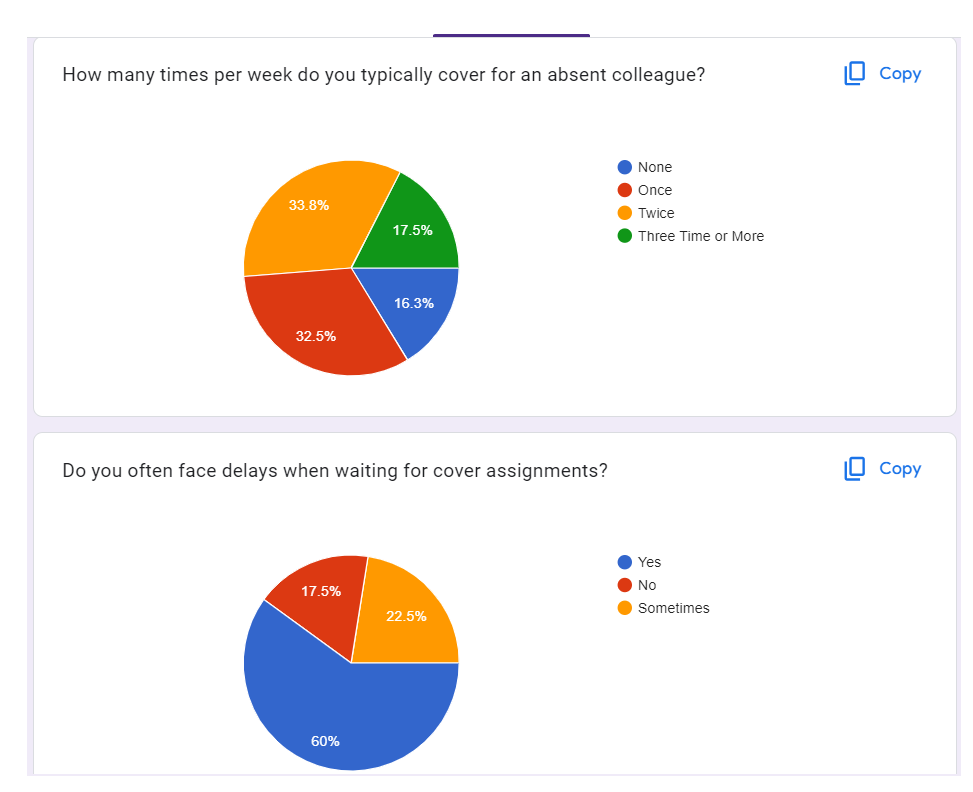 How many times per week do you typically cover for an absent colleague?
Copy
33.8%
17.5%
16.3%
32.5%
None
Once
Twice
Three Time or More
Do you often face delays when waiting for cover assignments?
Copy
17.5%
22.5%
60%
Yes
No
Sometimes